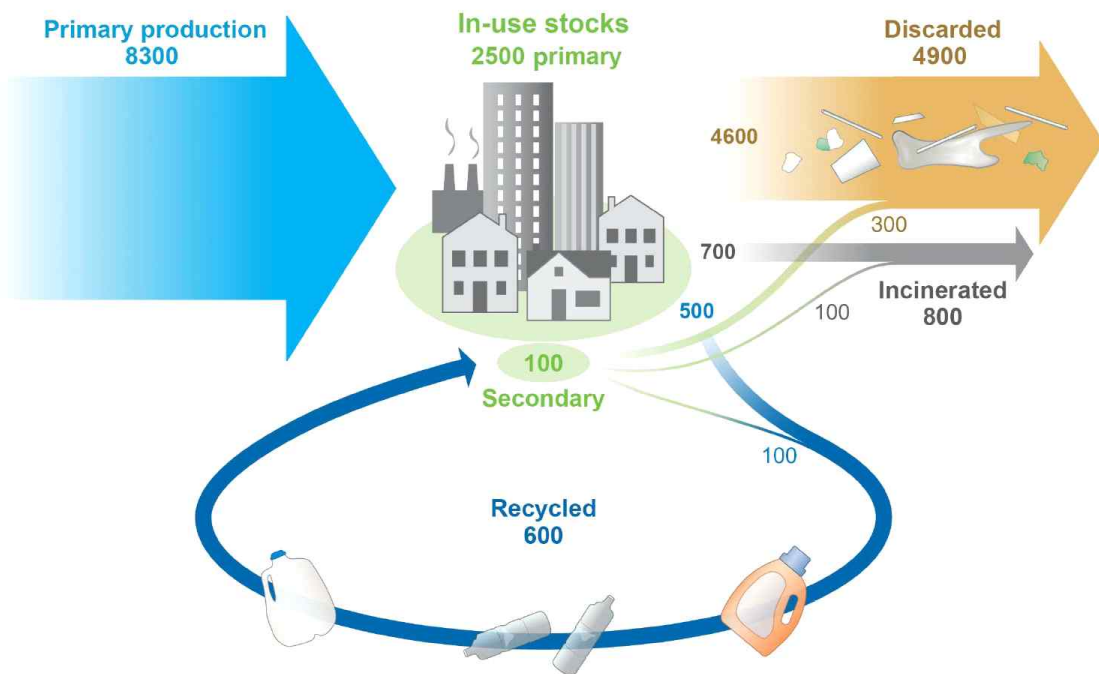 Primary production
8300
In-use stocks
2500 primary
Discarded
4900
4600
300
700
Incinerated
800
500
100
100
Secondary
100
Recycled
600